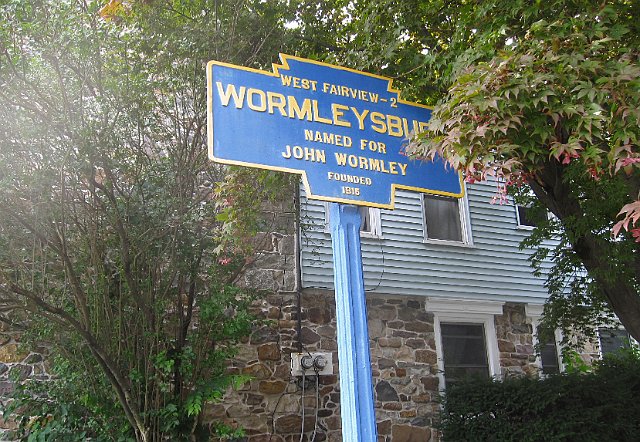 WEST FAIRVIEW-2
WORMLEYSBU
NAMED FOR
JOHN WORMLEY
FOUNDED
1815